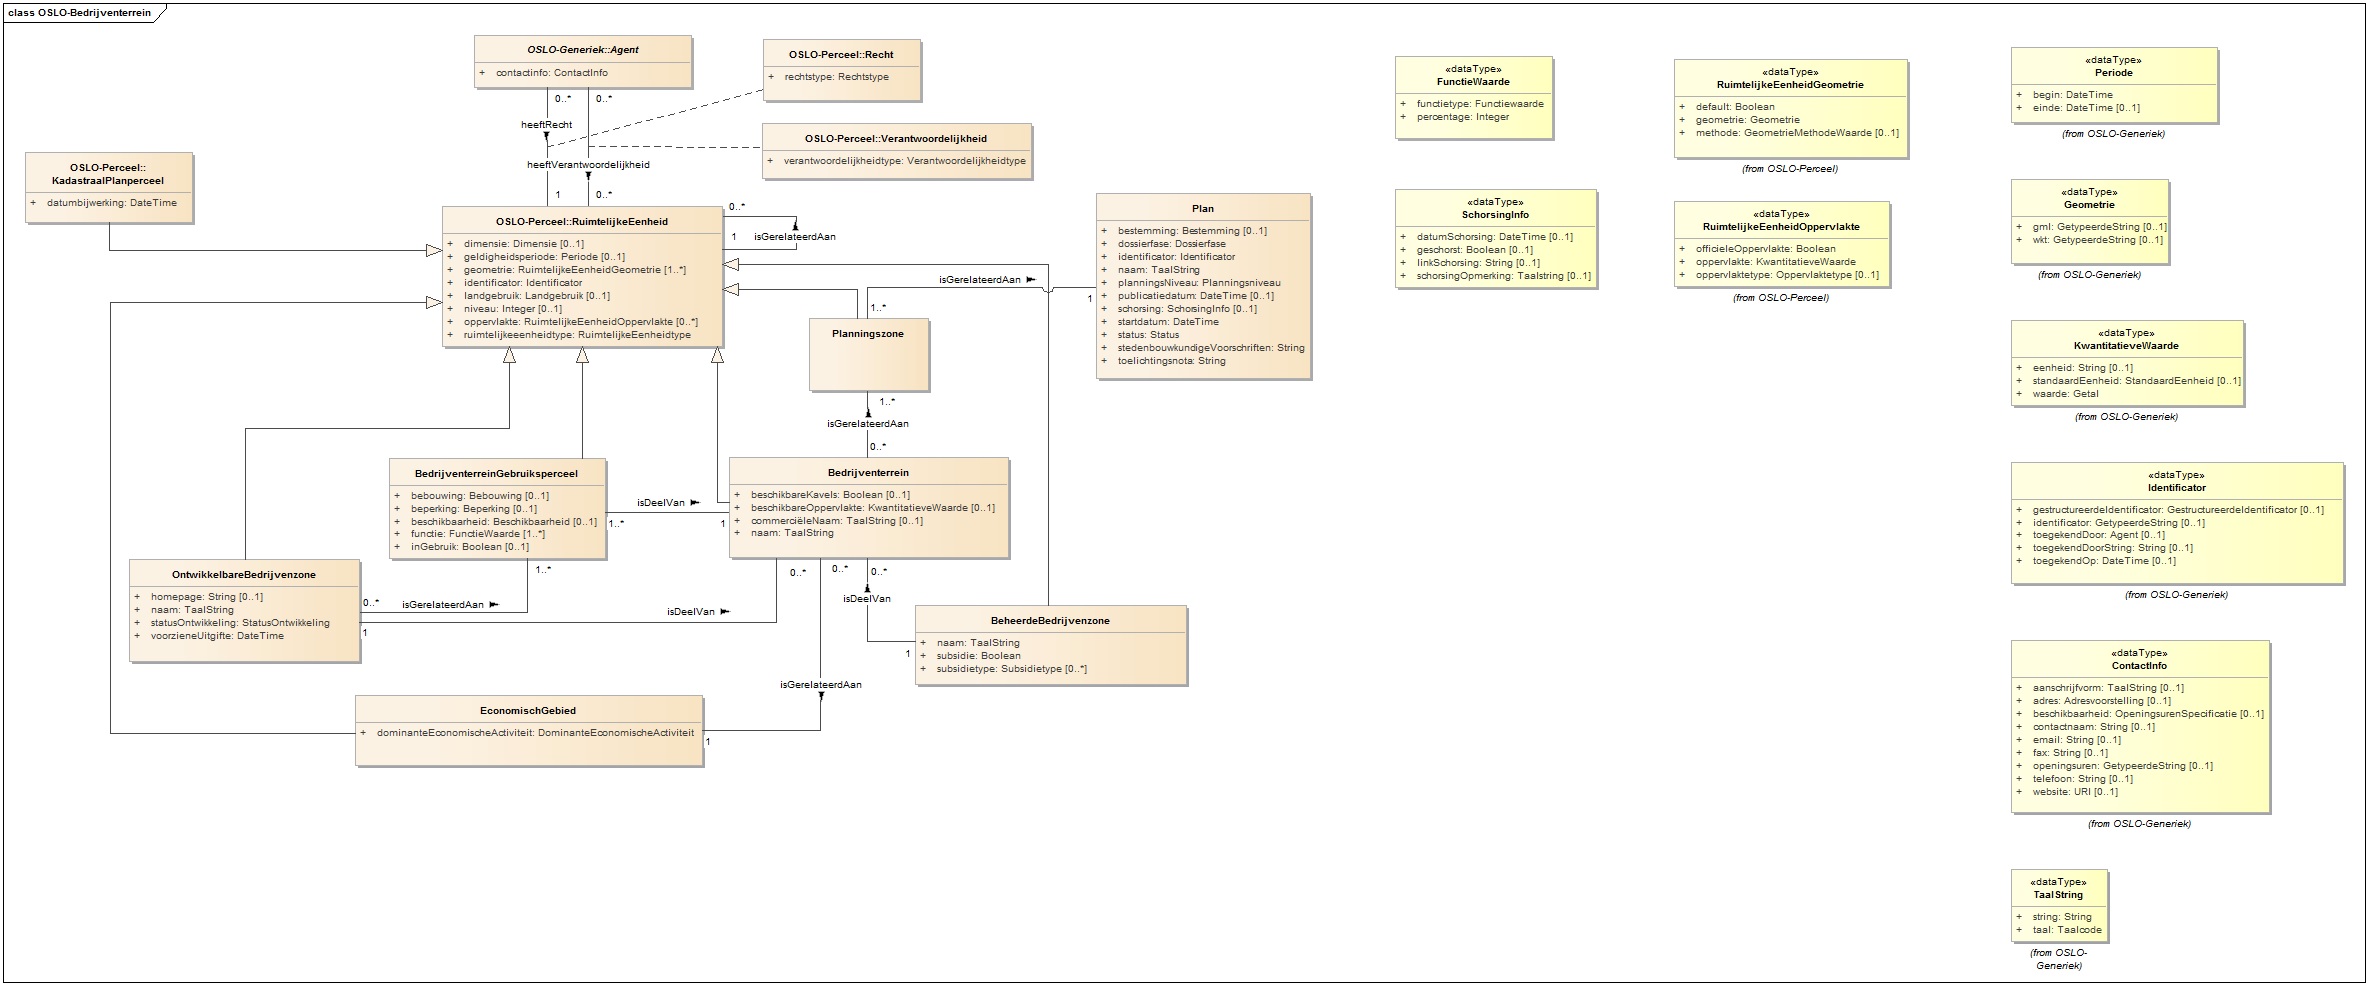 class OSLO-Bedrijventerrein
OSLO-Generiek::Agent
+ contactinfo: ContactInfo
OSLO-Perceel::Recht
+ rechtstype: Rechtstype
0..*
0..*
heeftRecht
OSLO-Perceel::Verantwoordelijkheid
+ verantwoordelijkheidtype: Verantwoordelijkheidtype
heeftVerantwoordelijkheid
1
0..*
OSLO-Perceel::
KadastraalPlanperceel
+ datumbijwerking: DateTime
OSLO-Perceel::RuimtelijkeEenheid
+ dimensie: Dimensie [0..1]
+ geldigheidsperiode: Periode [0..1]
+ geometrie: RuimtelijkeEenheidGeometrie [1..*]
+ identificator: Identificator
+ landgebruik: Landgebruik [0..1]
+ niveau: Integer [0..1]
+ oppervlakte: RuimtelijkeEenheidOppervlakte [0..*]
+ ruimtelijkeeenheidtype: RuimtelijkeEenheidtype
0..*
1
isGerelateerdAan
isGerelateerdAan
1
1..*
Plan
+ bestemming: Bestemming [0..1]
+ dossierfase: Dossierfase
+ identificator: Identificator
+ naam: TaalString
+ planningsNiveau: Planningsniveau
+ publicatiedatum: DateTime [0..1]
+ schorsing: SchorsingInfo [0..1]
+ startdatum: DateTime
+ status: Status
+ stedenbouwkundigeVoorschriften: String
+ toelichtingsnota: String
Planningszone
1..*
isGerelateerdAan
0..*
BedrijventerreinGebruiksperceel
+ bebouwing: Bebouwing [0..1]
+ beperking: Beperking [0..1]
+ beschikbaarheid: Beschikbaarheid [0..1]
+ functie: FunctieWaarde [1..*]
+ inGebruik: Boolean [0..1]
isDeelVan
1..*
1
Bedrijventerrein
+ beschikbareKavels: Boolean [0..1]
+ beschikbareOppervlakte: KwantitatieveWaarde [0..1]
+ commerciëleNaam: TaalString [0..1]
+ naam: TaalString
1..*
0..*
0..*
0..*
OntwikkelbareBedrijvenzone
+ homepage: String [0..1]
+ naam: TaalString
+ statusOntwikkeling: StatusOntwikkeling
+ voorzieneUitgifte: DateTime
0..*
isGerelateerdAan
isDeelVan
1
isDeelVan
1
BeheerdeBedrijvenzone
+ naam: TaalString
+ subsidie: Boolean
+ subsidietype: Subsidietype [0..*]
isGerelateerdAan
EconomischGebied
+ dominanteEconomischeActiviteit: DominanteEconomischeActiviteit
1
«dataType»
FunctieWaarde
+ functietype: Functiewaarde
+ percentage: Integer
«dataType»
SchorsingInfo
+ datumSchorsing: DateTime [0..1]
+ geschorst: Boolean [0..1]
+ linkSchorsing: String [0..1]
+ schorsingOpmerking: Taalstring [0..1]
«dataType»
RuimtelijkeEenheidGeometrie
+ default: Boolean
+ geometrie: Geometrie
+ methode: GeometrieMethodeWaarde [0..1]
(from OSLO-Perceel)
«dataType»
RuimtelijkeEenheidOppervlakte
+ officieleOppervlakte: Boolean
+ oppervlakte: KwantitatieveWaarde
+ oppervlaktetype: Oppervlaktetype [0..1]
(from OSLO-Perceel)
«dataType»
Periode
+ begin: DateTime
+ einde: DateTime [0..1]
(from OSLO-Generiek)
«dataType»
Geometrie
+ gml: GetypeerdeString [0..1]
+ wkt: GetypeerdeString [0..1]
(from OSLO-Generiek)
«dataType»
KwantitatieveWaarde
+ eenheid: String [0..1]
+ standaardEenheid: StandaardEenheid [0..1]
+ waarde: Getal
(from OSLO-Generiek)
«dataType»
Identificator
+ gestructureerdeIdentificator: GestructureerdeIdentificator [0..1]
+ identificator: GetypeerdeString [0..1]
+ toegekendDoor: Agent [0..1]
+ toegekendDoorString: String [0..1]
+ toegekendOp: DateTime [0..1]
(from OSLO-Generiek)
«dataType»
ContactInfo
+ aanschrijfvorm: TaalString [0..1]
+ adres: Adresvoorstelling [0..1]
+ beschikbaarheid: OpeningsurenSpecificatie [0..1]
+ contactnaam: String [0..1]
+ email: String [0..1]
+ fax: String [0..1]
+ openingsuren: GetypeerdeString [0..1]
+ telefoon: String [0..1]
+ website: URI [0..1]
(from OSLO-Generiek)
«dataType»
TaalString
+ string: String
+ taal: Taalcode
(from OSLO-
Generiek)